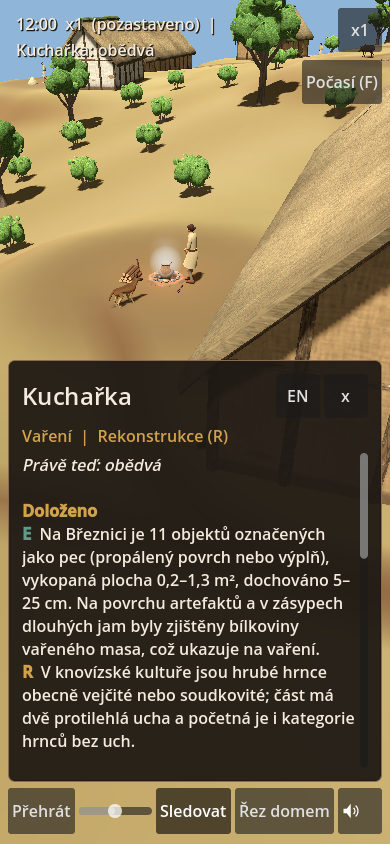 12:00 x1 (pozastaveno) |
Kuchařka: obědvá
x1
Počasí (F)
Kuchařka
EN
x
Vaření | Rekonstrukce (R)
Právě teď: obědvá
Doloženo
E Na Březnici je 11 objektů označených
jako pec (propálený povrch nebo výplň),
vykopaná plocha 0,2–1,3 m², dochováno 5–
25 cm. Na povrchu artefaktů a v zásypech
dlouhých jam byly zjištěny bílkoviny
vařeného masa, což ukazuje na vaření.
R V knovízské kultuře jsou hrubé hrnce
obecně vejčité nebo soudkovité; část má
dvě protilehlá ucha a početná je i kategorie
hrnců bez uch.
Přehrát
Sledovat
Řez domem